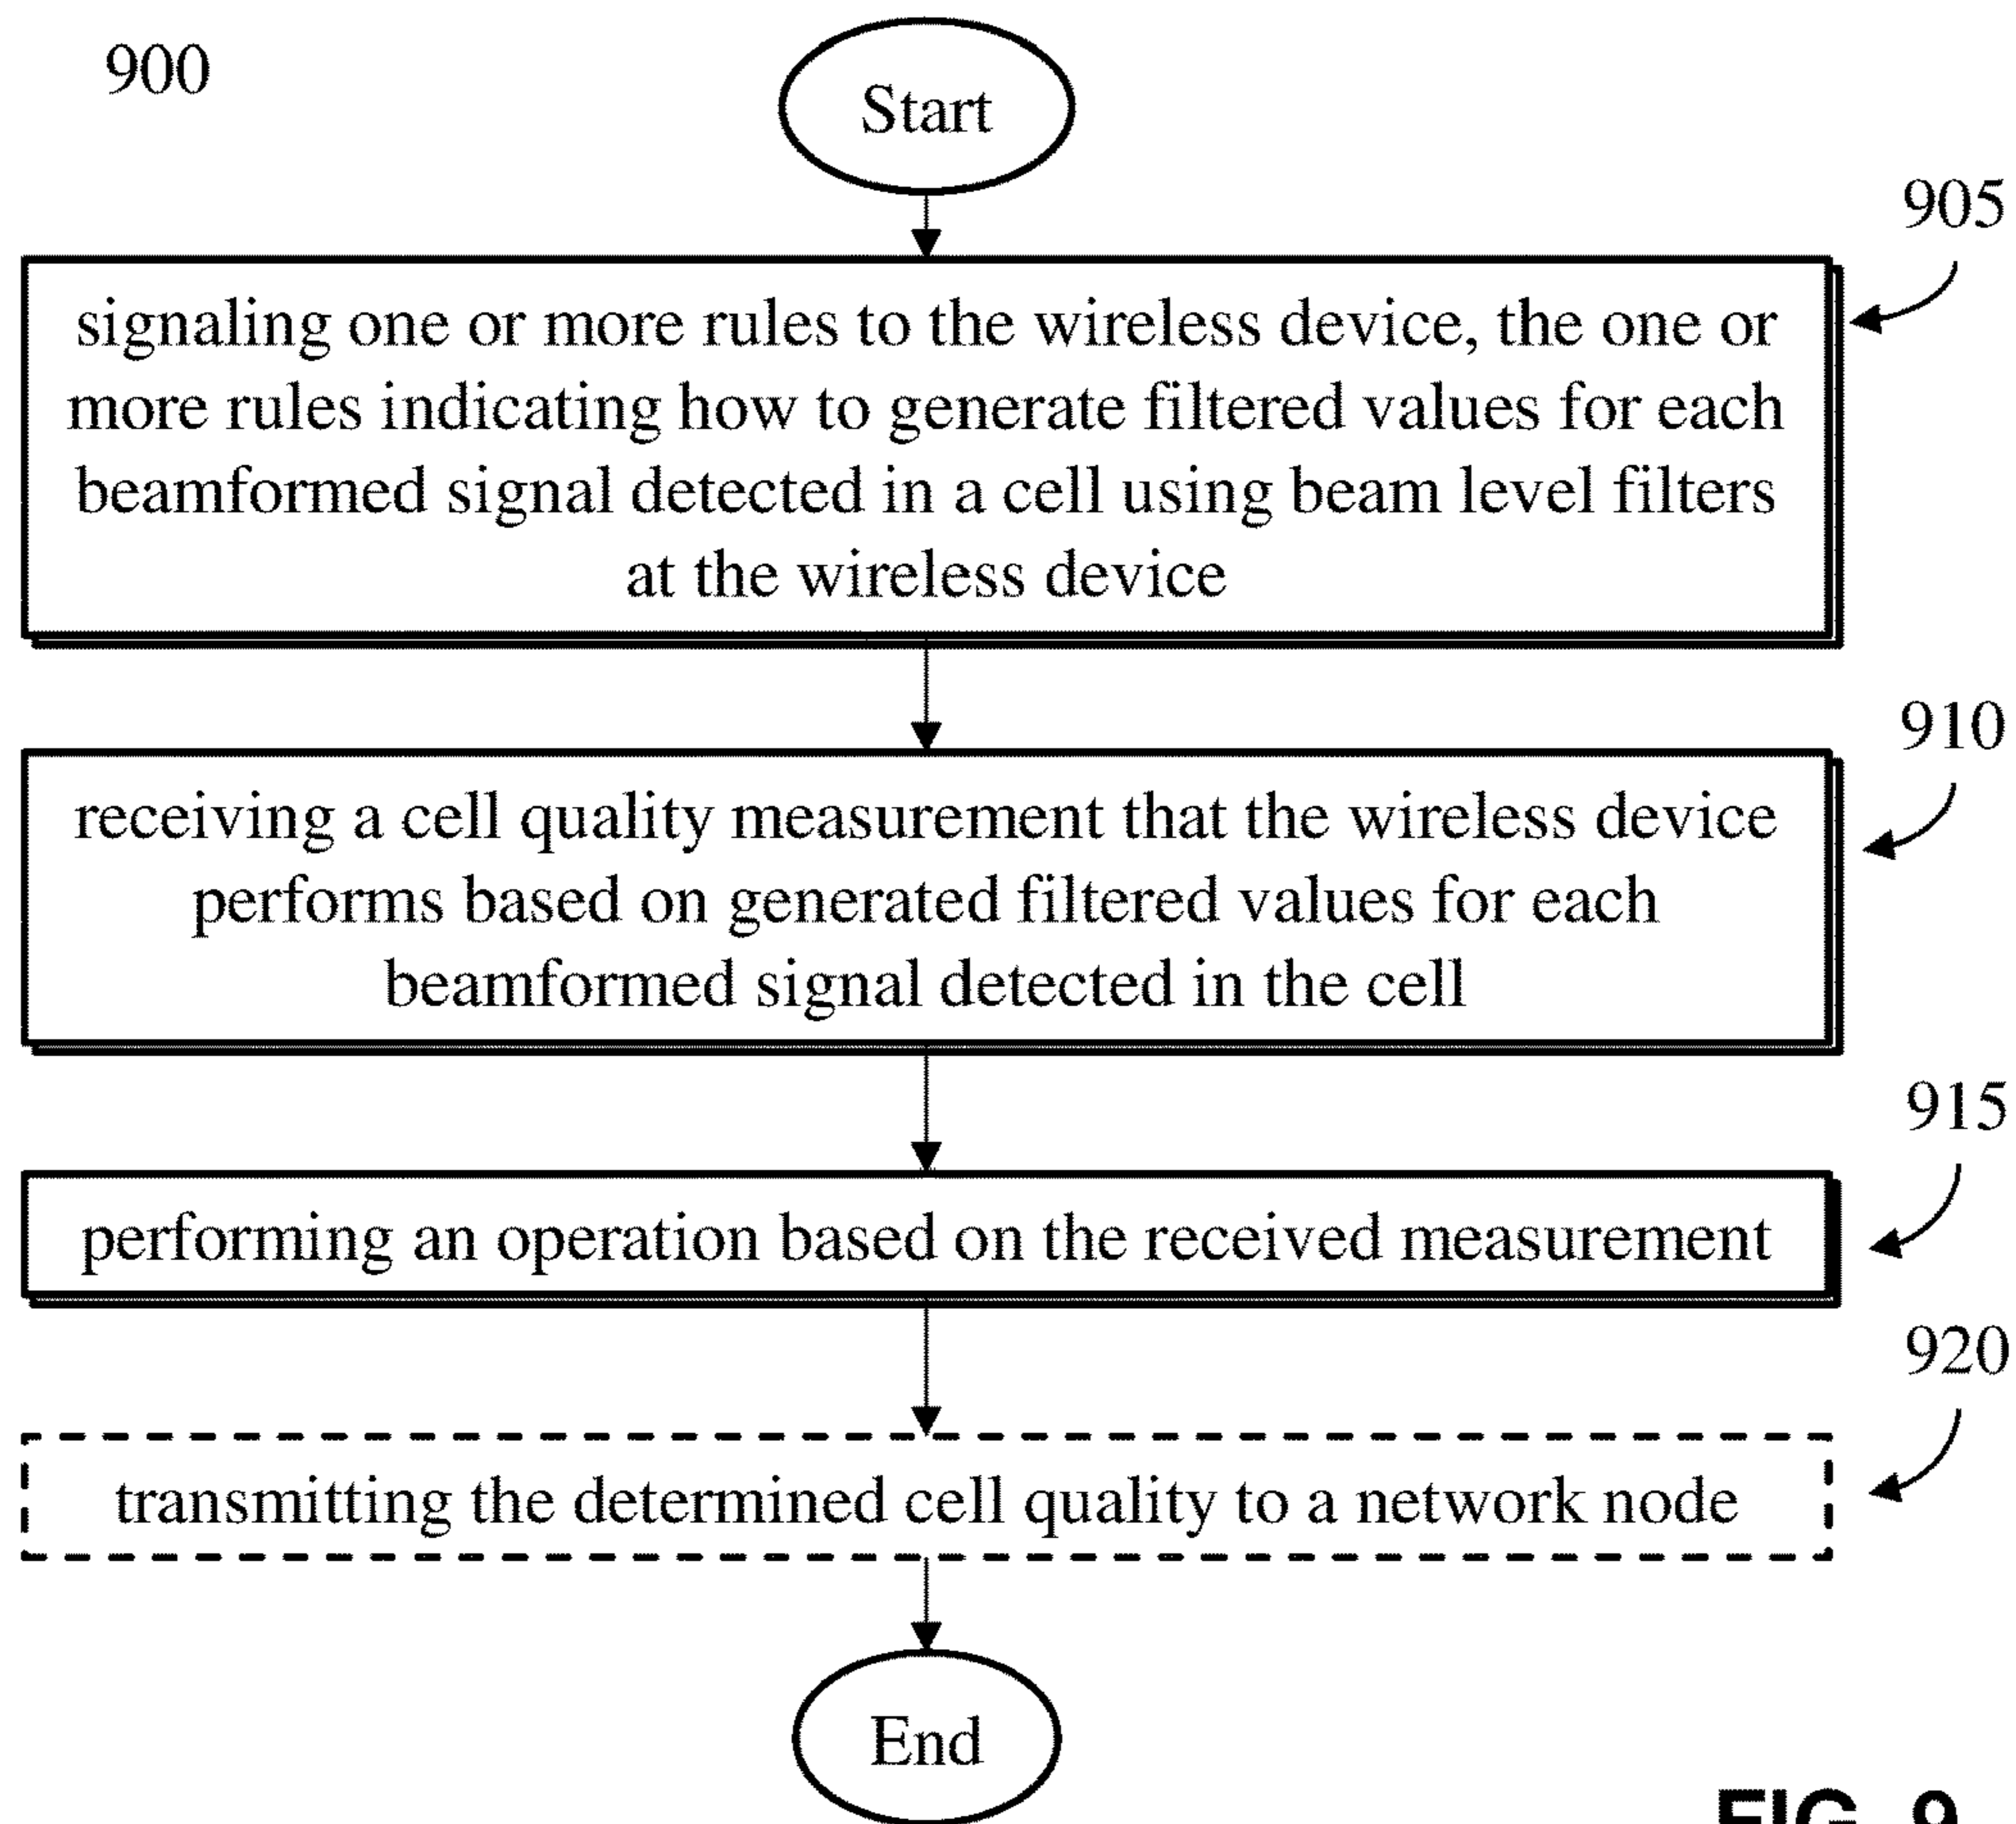 900
Start
905
signaling one or more rules to the wireless device, the one or
more rules indicating how to generate filtered values for each
beamformed signal detected in a cell using beam level filters
at the wireless device
910
receiving a cell quality measurement that the wireless device
performs based on generated filtered values for each
beamformed signal detected in the cell
915
performing an operation based on the received measurement
920
transmitting the determined cell quality to a network node
End
FIG. 9